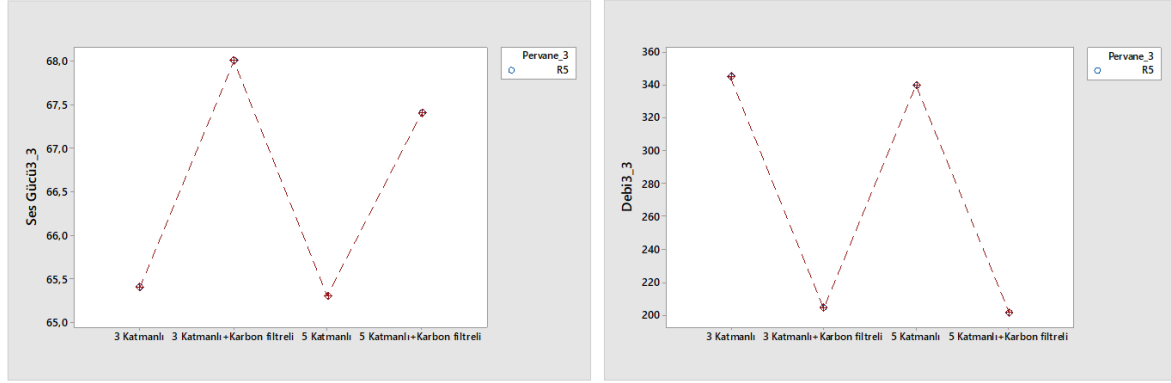 Ses Gücü3_3
68,0
67,5
67,0
66,5
66,0
65,5
65,0
3 Katmanlı 3 Katmanlı+Karbon filtreli 5 Katmanlı 5 Katmanlı+Karbon filtreli
Pervane_3
R5
Debi3_3
360
340
320
300
280
260
240
220
200
3 Katmanlı 3 Katmanlı+Karbon filtreli 5 Katmanlı 5 Katmanlı+Karbon filtreli
Pervane_3
R5